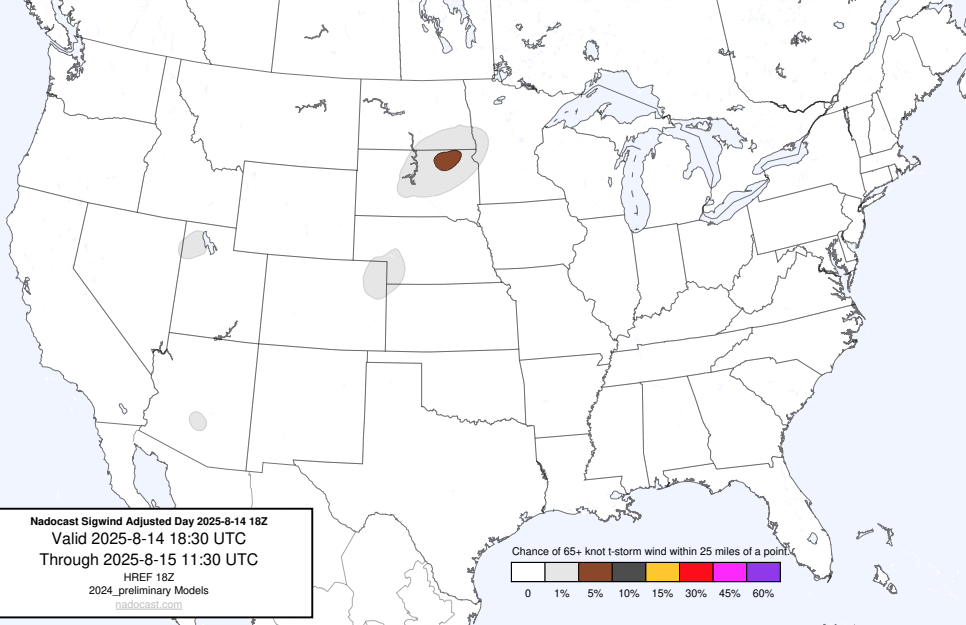 Nadocast Sigwind Adjusted Day 2025-8-14 18Z
Valid 2025-8-14 18:30 UTC
Through 2025-8-15 11:30 UTC
HREF 18Z
2024_preliminary Models
nadocast.com
Chance of 65+ knot t-storm wind within 25 miles of a point.
0 1% 5% 10% 15% 30% 45% 60%